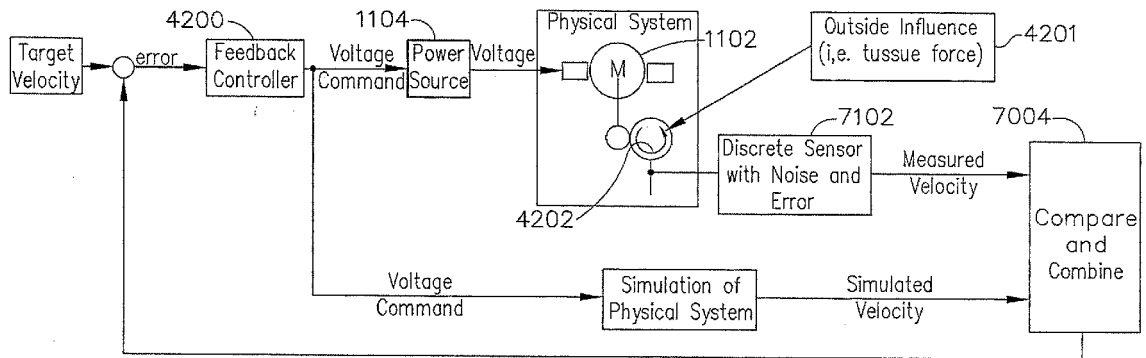 4200
1104
Physical System
1102
Outside Influence
(i,e. tussue force)
4201
Target
Velocity
error
Feedback
Controller
Voltage
Command
Power
Source
Voltage
M
7102
7004
Discrete Sensor
with Noise and
Error
Measured
Velocity
4202
Compare
and
Combine
Voltage
Command
Simulation of
Physical System
Simulated
Velocity